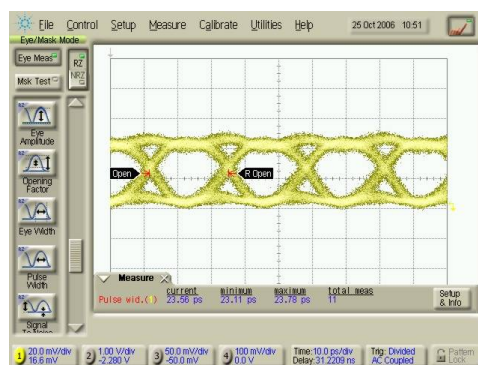 File Control Setup Measure Calibrate Utilities Help 25 Oct 2006 10:51
Eye/Mask Mode
Eye Meas
RZ
NRZ
Msk Test
Eye Amplitude
Opening Factor
Eye Width
Pulse Width
Signal To Noise
Open
R Open
Measure
current minimum maximum total meas
Pulse wid.(1) 23.56 ps 23.11 ps 23.78 ps 11
Setup & Info
1 20.0 mV/div 16.6 mV
2 1.00 V/div -2.280 V
3 50.0 mV/div -50.0 mV
4 100 mV/div 0.0 V
Time:10.0 ps/div Delay:31.2209 ns
Trig: Divided AC Coupled
Pattern Lock